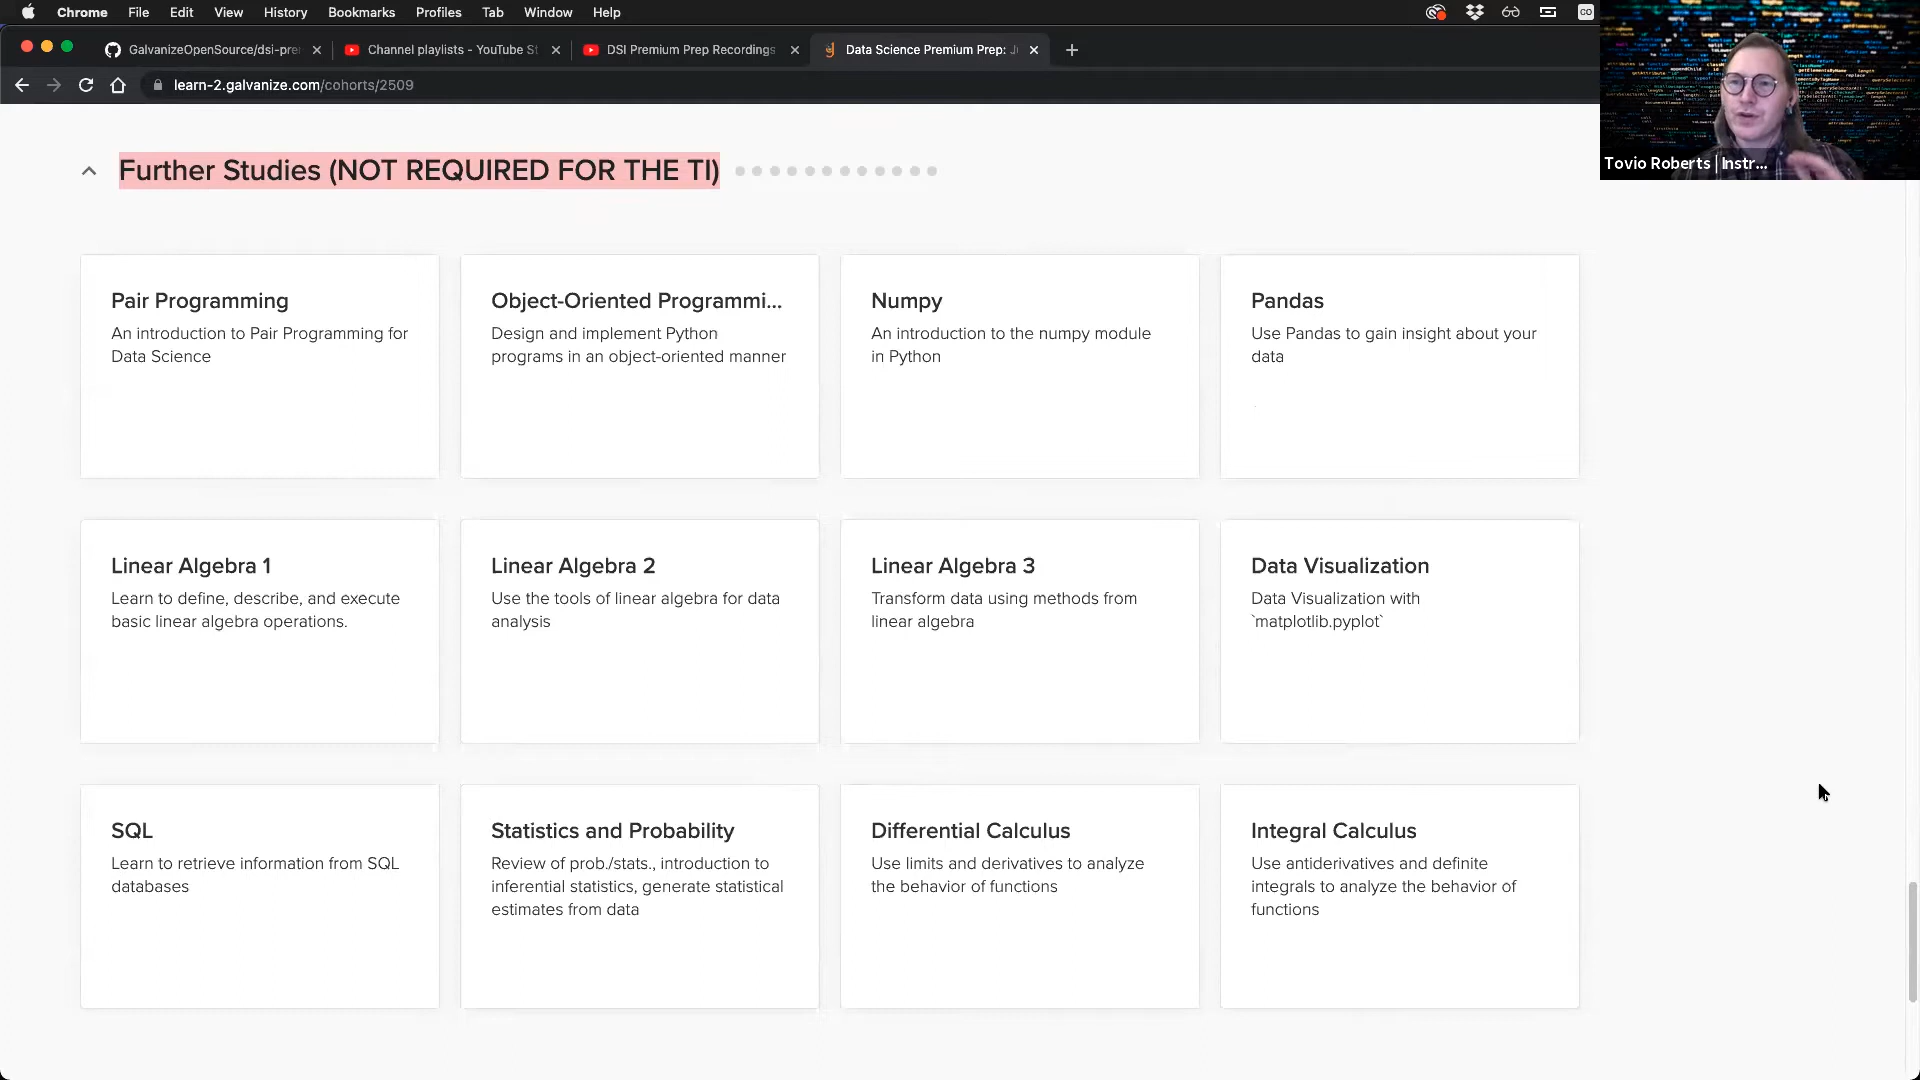 Chrome File Edit View History Bookmarks Profiles Tab Window Help
GalvanizeOpenSource/dsi-pre
Channel playlists - YouTube St
DSI Premium Prep Recordings
Data Science Premium Prep: J
learn-2.galvanize.com/cohorts/2509
Tovio Roberts | Instr...
Further Studies (NOT REQUIRED FOR THE TI)
Pair Programming
An introduction to Pair Programming for
Data Science
Object-Oriented Programmi...
Design and implement Python
programs in an object-oriented manner
Numpy
An introduction to the numpy module
in Python
Pandas
Use Pandas to gain insight about your
data
Linear Algebra 1
Learn to define, describe, and execute
basic linear algebra operations.
Linear Algebra 2
Use the tools of linear algebra for data
analysis
Linear Algebra 3
Transform data using methods from
linear algebra
Data Visualization
Data Visualization with
`matplotlib.pyplot`
SQL
Learn to retrieve information from SQL
databases
Statistics and Probability
Review of prob./stats., introduction to
inferential statistics, generate statistical
estimates from data
Differential Calculus
Use limits and derivatives to analyze
the behavior of functions
Integral Calculus
Use antiderivatives and definite
integrals to analyze the behavior of
functions